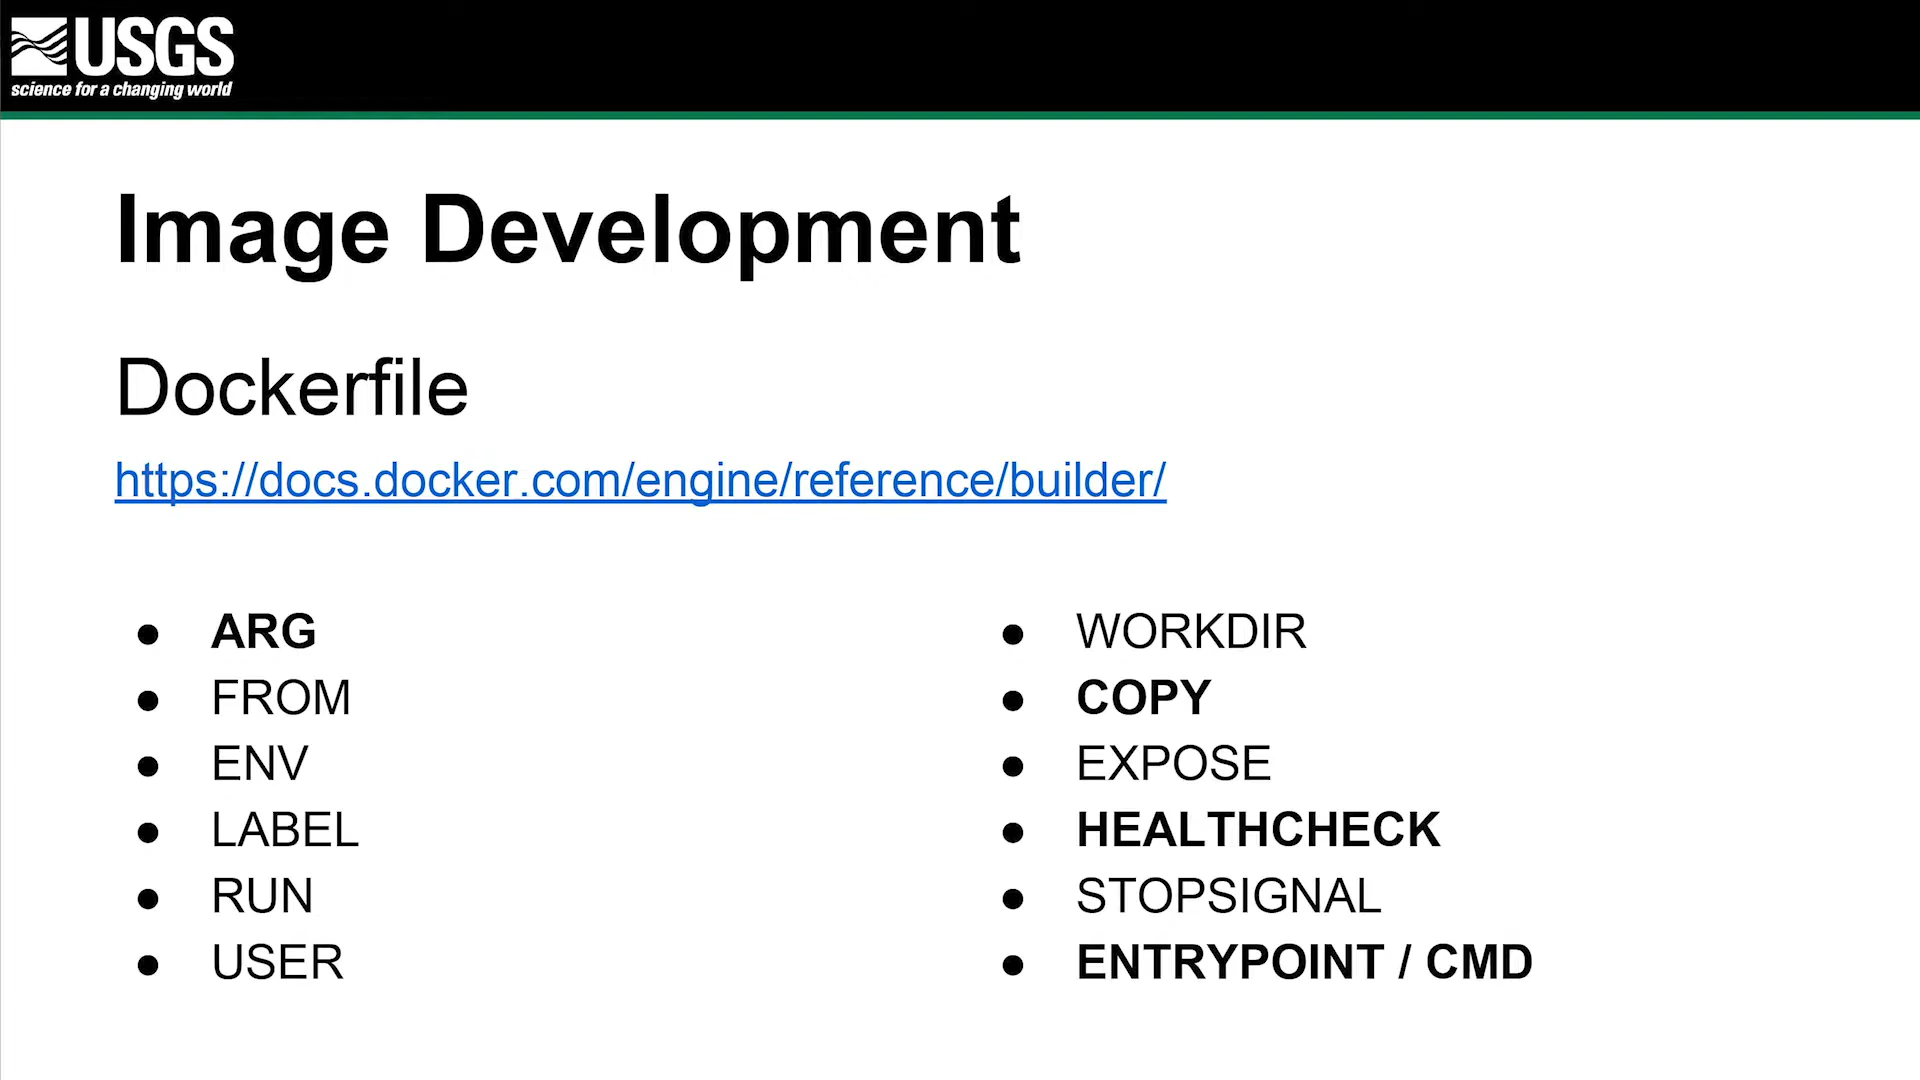 USGS
science for a changing world
Image Development
Dockerfile
https://docs.docker.com/engine/reference/builder/
● ARG
● FROM
● ENV
● LABEL
● RUN
● USER
● WORKDIR
● COPY
● EXPOSE
● HEALTHCHECK
● STOPSIGNAL
● ENTRYPOINT / CMD